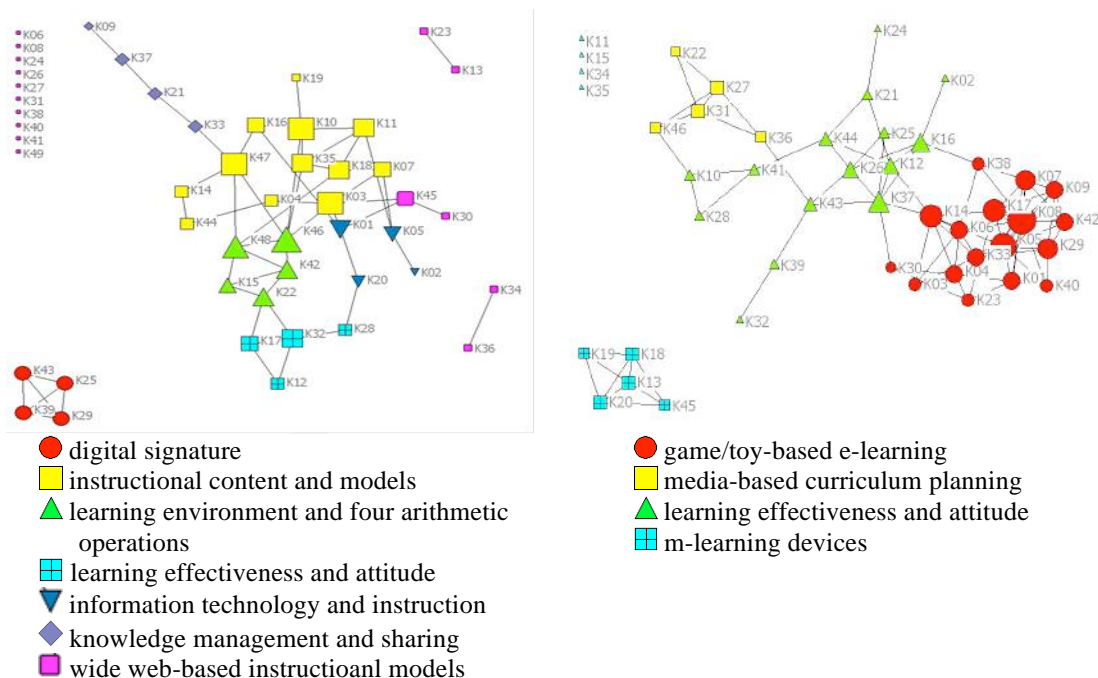 K06
K08
K24
K26
K27
K31
K38
K40
K41
K49
K09
K37
K21
K33
K23
K13
K19
K16
K10
K11
K47
K35
K18
K07
K14
K04
K03
K45
K44
K01
K05
K30
K48
K46
K02
K42
K15
K20
K22
K34
K17
K32
K28
K36
K12
K43
K25
K39
K29
digital signature
instructional content and models
learning environment and four arithmetic
operations
learning effectiveness and attitude
information technology and instruction
knowledge management and sharing
wide web-based instructioanl models
K11
K15
K34
K35
K24
K22
K27
K21
K02
K31
K46
K36
K44
K25
K16
K10
K41
K26
K12
K38
K07
K09
K28
K43
K37
K14
K17
K08
K42
K06
K05
K29
K39
K30
K33
K03
K04
K01
K40
K23
K32
K19
K18
K13
K20
K45
game/toy-based e-learning
media-based curriculum planning
learning effectiveness and attitude
m-learning devices